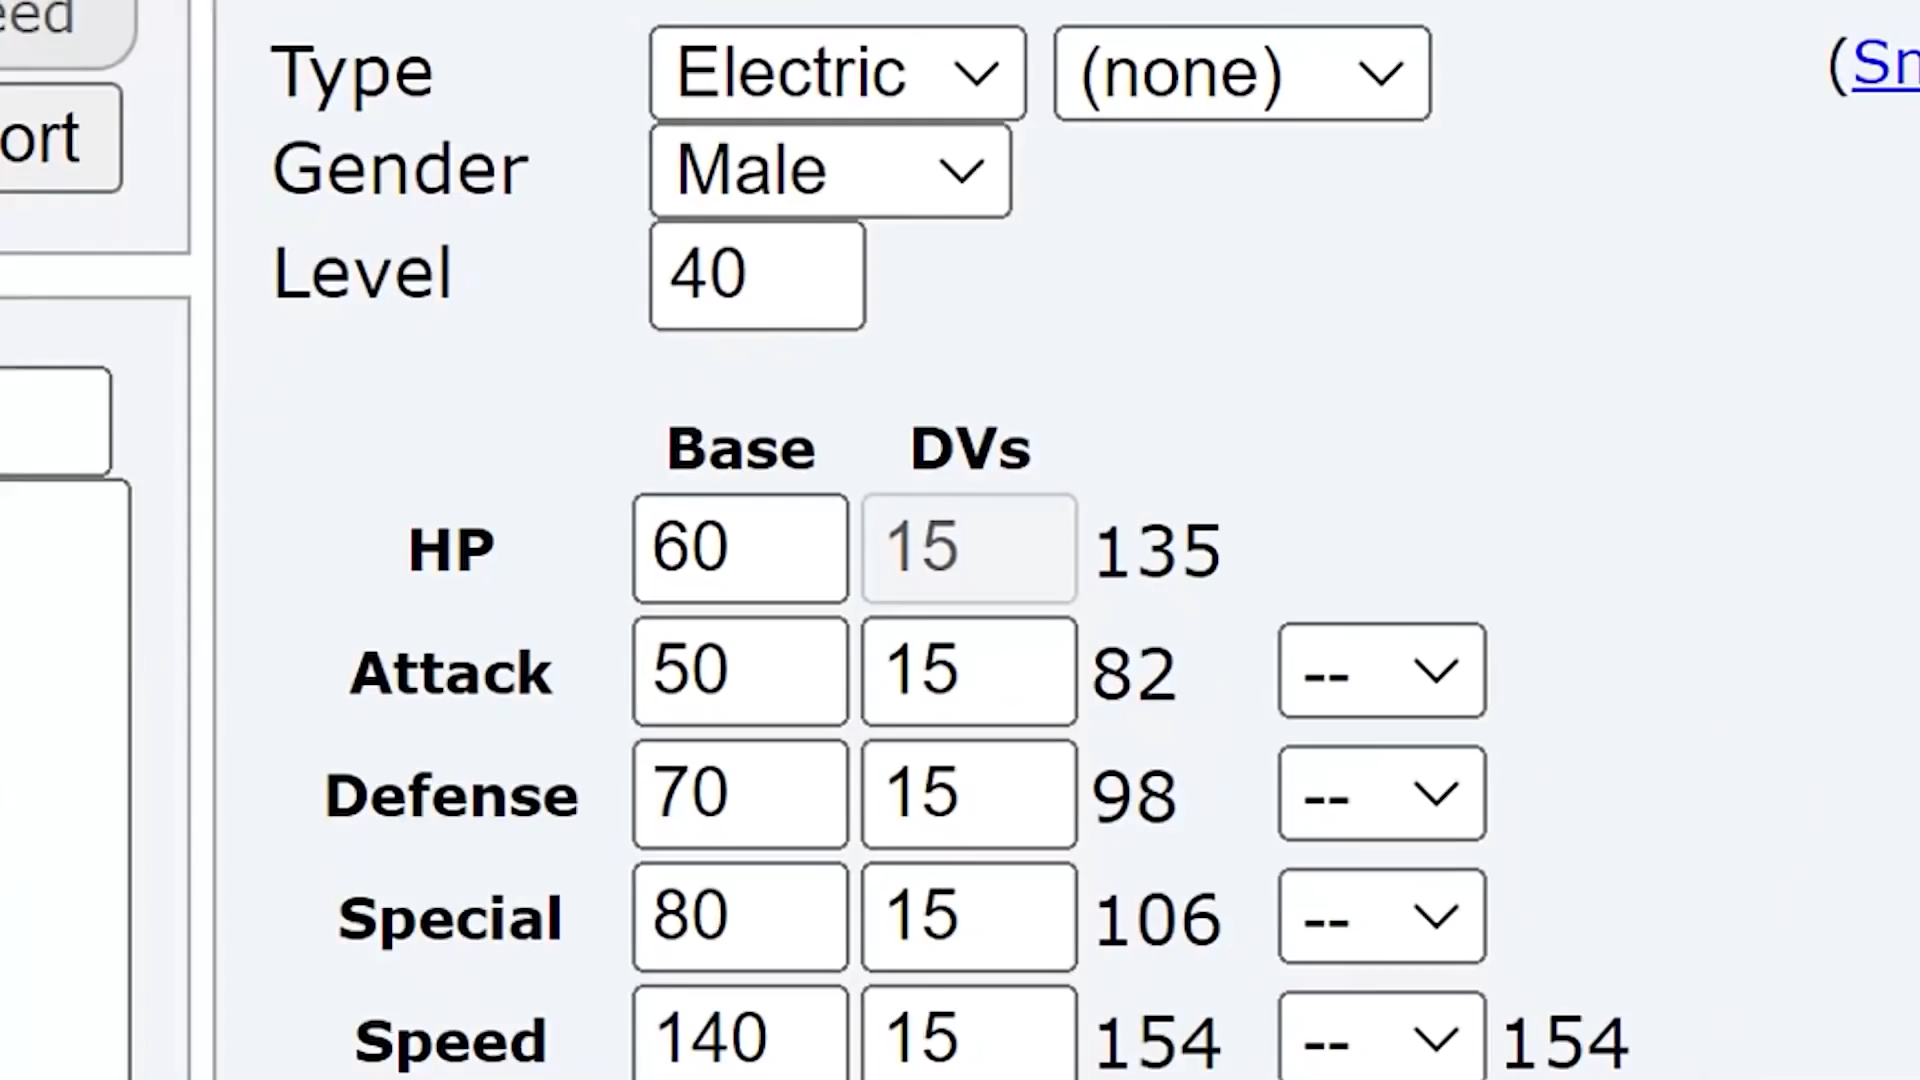 eed
ort
Type Electric (none) (Sn
Gender Male
Level 40
Base DVs
HP 60 15 135
Attack 50 15 82 --
Defense 70 15 98 --
Special 80 15 106 --
Speed 140 15 154 -- 154